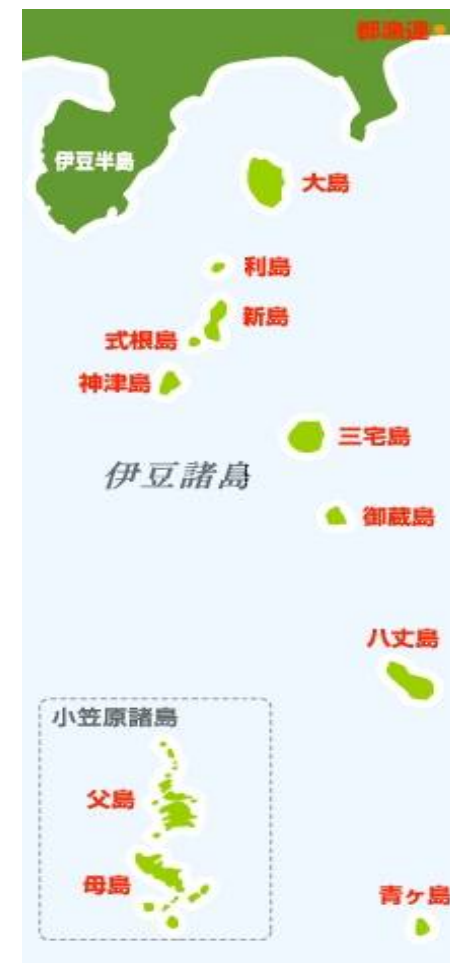 都漁連
伊豆半島
大島
利島
新島
式根島
神津島
三宅島
伊豆諸島
御蔵島
八丈島
小笠原諸島
父島
母島
青ヶ島